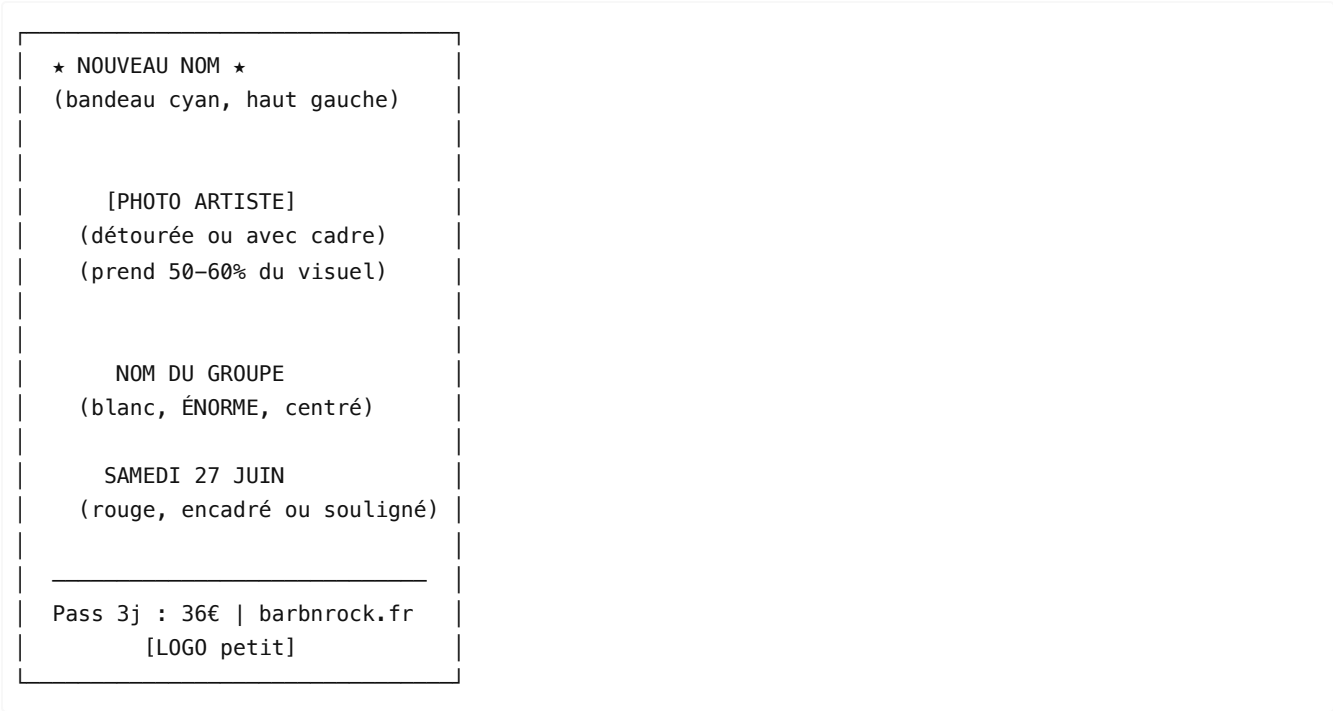 ★ NOUVEAU NOM ★
(bandeau cyan, haut gauche)
[PHOTO ARTISTE]
(détourée ou avec cadre)
(prend 50-60% du visuel)
NOM DU GROUPE
(blanc, ÉNORME, centré)
SAMEDI 27 JUIN
(rouge, encadré ou souligné)
Pass 3j : 36€ | barbnrock.fr
[LOGO petit]